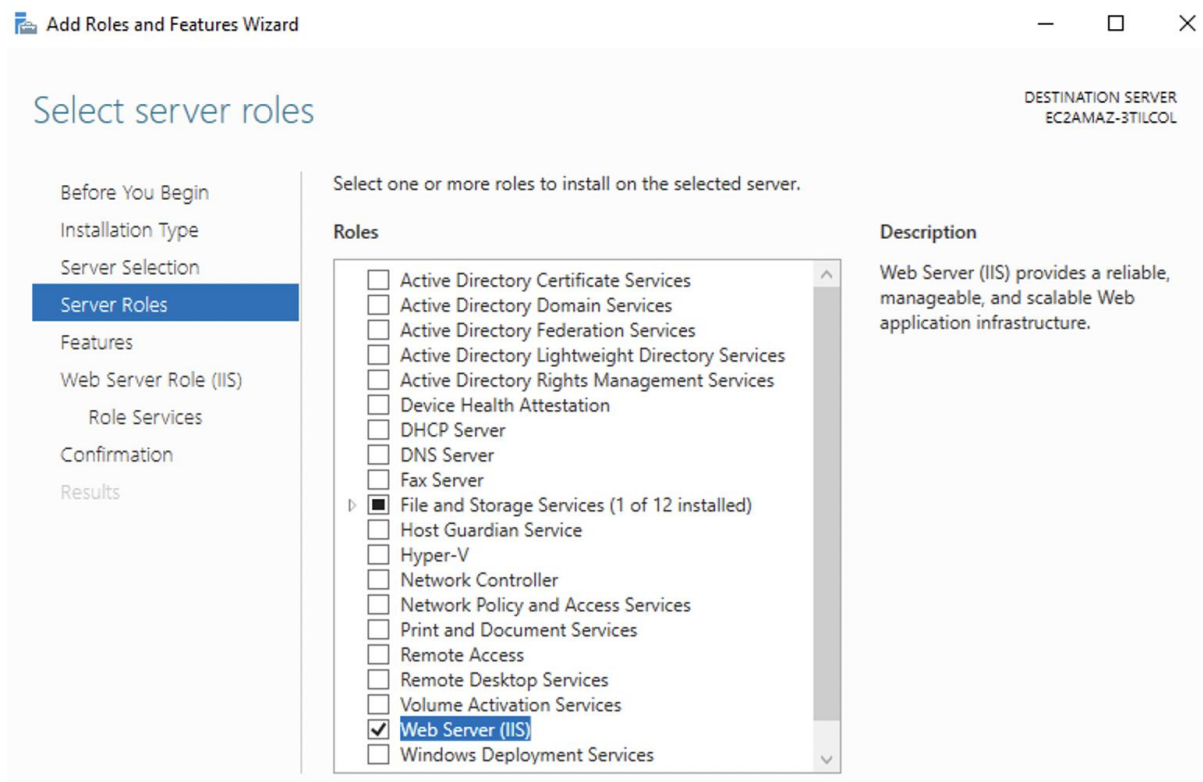 Add Roles and Features Wizard
Select server roles
DESTINATION SERVER
EC2AMAZ-3TILCOL
Before You Begin
Installation Type
Server Selection
Server Roles
Features
Web Server Role (IIS)
Role Services
Confirmation
Results
Select one or more roles to install on the selected server.
Roles
Active Directory Certificate Services
Active Directory Domain Services
Active Directory Federation Services
Active Directory Lightweight Directory Services
Active Directory Rights Management Services
Device Health Attestation
DHCP Server
DNS Server
Fax Server
File and Storage Services (1 of 12 installed)
Host Guardian Service
Hyper-V
Network Controller
Network Policy and Access Services
Print and Document Services
Remote Access
Remote Desktop Services
Volume Activation Services
Web Server (IIS)
Windows Deployment Services
Description
Web Server (IIS) provides a reliable,
manageable, and scalable Web
application infrastructure.